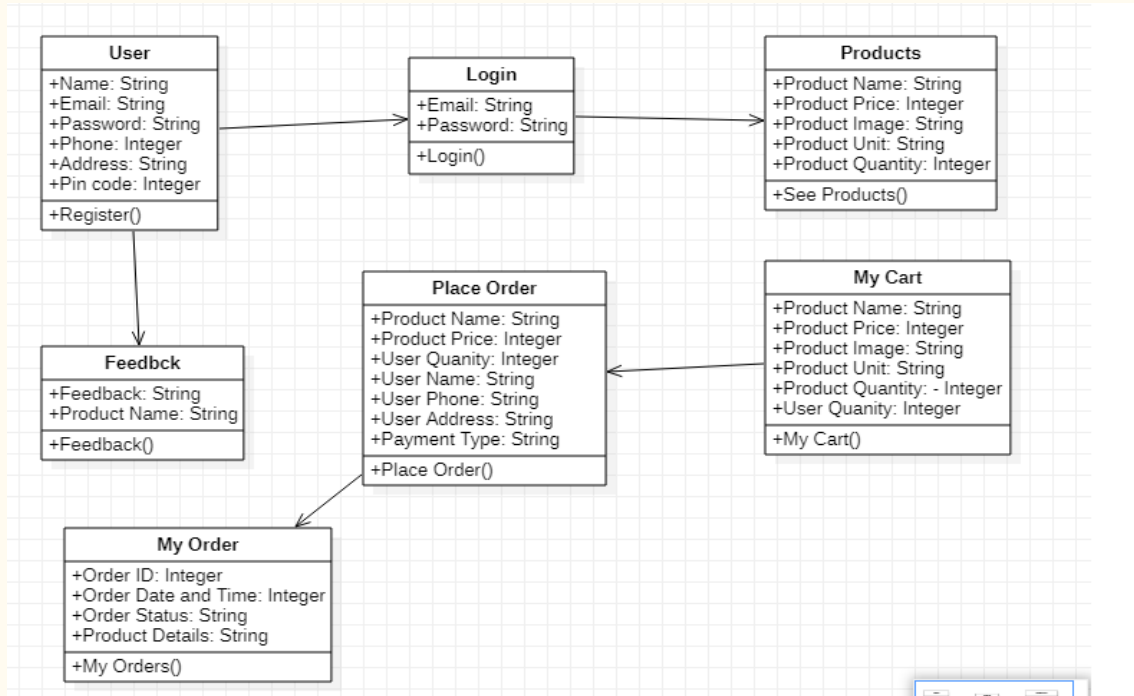 User
+Name: String
+Email: String
+Password: String
+Phone: Integer
+Address: String
+Pin code: Integer
+Register()
Login
+Email: String
+Password: String
+Login()
Products
+Product Name: String
+Product Price: Integer
+Product Image: String
+Product Unit: String
+Product Quantity: Integer
+See Products()
Feedbck
+Feedback: String
+Product Name: String
+Feedback()
Place Order
+Product Name: String
+Product Price: Integer
+User Quanity: Integer
+User Name: String
+User Phone: String
+User Address: String
+Payment Type: String
+Place Order()
My Cart
+Product Name: String
+Product Price: Integer
+Product Image: String
+Product Unit: String
+Product Quantity: - Integer
+User Quanity: Integer
+My Cart()
My Order
+Order ID: Integer
+Order Date and Time: Integer
+Order Status: String
+Product Details: String
+My Orders()